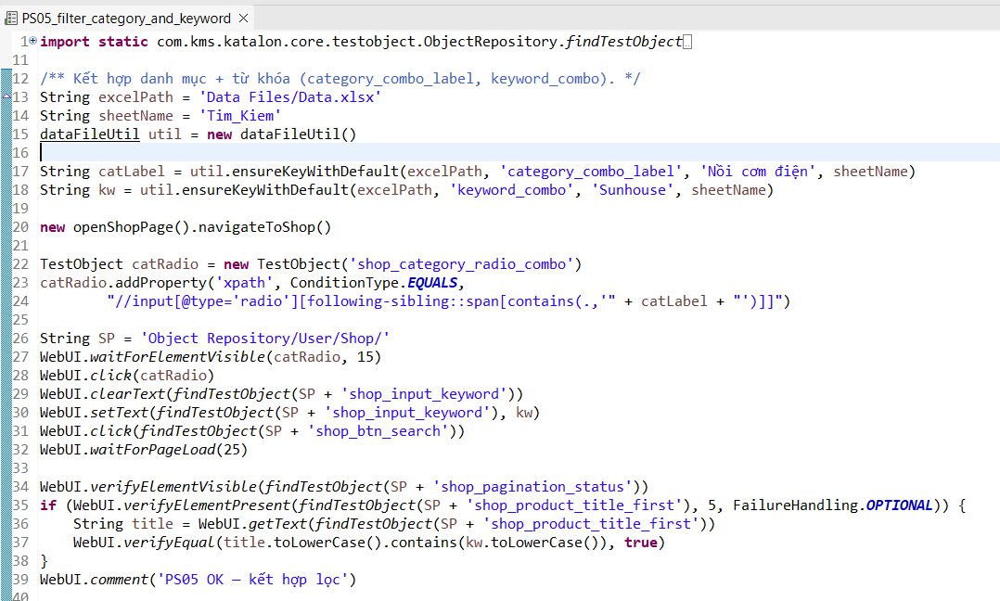 PS05_filter_category_and_keyword
1 import static com.kms.katalon.core.testobject.ObjectRepository.findTestObject
11
12 /** Kết hợp danh mục + từ khóa (category_combo_label, keyword_combo). */
13 String excelPath = 'Data Files/Data.xlsx'
14 String sheetName = 'Tim_Kiem'
15 dataFileUtil util = new dataFileUtil()
16
17 String catLabel = util.ensureKeyWithDefault(excelPath, 'category_combo_label', 'Nồi cơm điện', sheetName)
18 String kw = util.ensureKeyWithDefault(excelPath, 'keyword_combo', 'Sunhouse', sheetName)
19
20 new openShopPage().navigateToShop()
21
22 TestObject catRadio = new TestObject('shop_category_radio_combo')
23 catRadio.addProperty('xpath', ConditionType.EQUALS,
24 "//input[@type='radio'][following-sibling::span[contains(.,'" + catLabel + "')]]")
25
26 String SP = 'Object Repository/User/Shop/'
27 WebUI.waitForElementVisible(catRadio, 15)
28 WebUI.click(catRadio)
29 WebUI.clearText(findTestObject(SP + 'shop_input_keyword'))
30 WebUI.setText(findTestObject(SP + 'shop_input_keyword'), kw)
31 WebUI.click(findTestObject(SP + 'shop_btn_search'))
32 WebUI.waitForPageLoad(25)
33
34 WebUI.verifyElementVisible(findTestObject(SP + 'shop_pagination_status'))
35 if (WebUI.verifyElementPresent(findTestObject(SP + 'shop_product_title_first'), 5, FailureHandling.OPTIONAL)) {
36 String title = WebUI.getText(findTestObject(SP + 'shop_product_title_first'))
37 WebUI.verifyEqual(title.toLowerCase().contains(kw.toLowerCase()), true)
38 }
39 WebUI.comment('PS05 OK — kết hợp lọc')
40